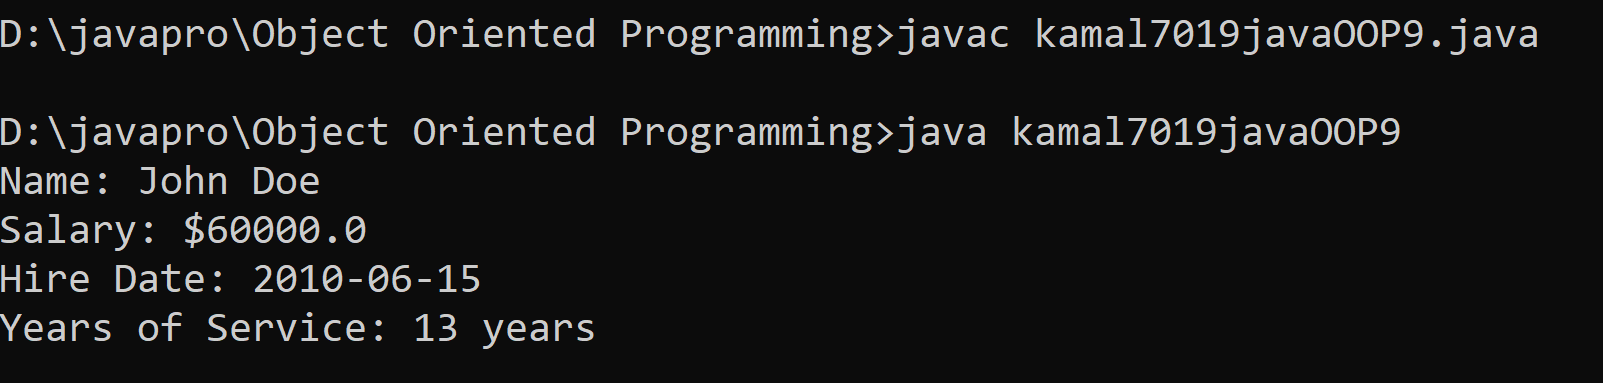 D:\javapro\Object Oriented Programming>javac kamal7019javaOOP9.java
D:\javapro\Object Oriented Programming>java kamal7019javaOOP9
Name: John Doe
Salary: $60000.0
Hire Date: 2010-06-15
Years of Service: 13 years